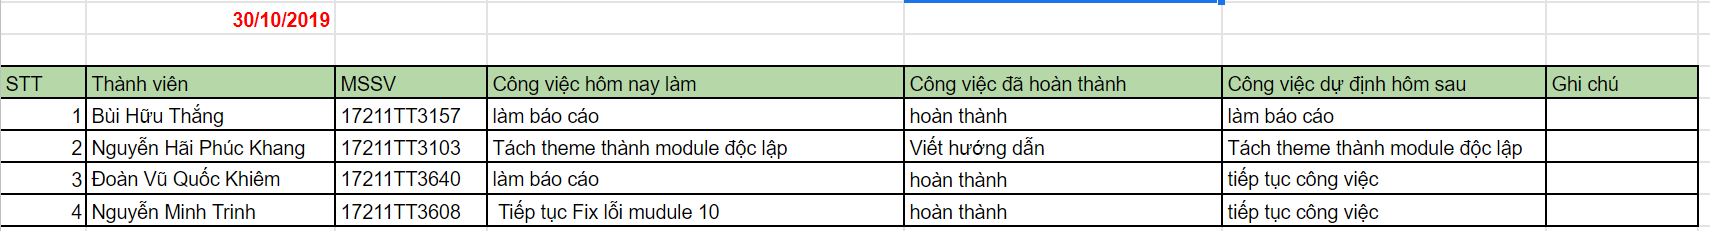 30/10/2019
STT Thành viên MSSV Công việc hôm nay làm Công việc đã hoàn thành Công việc dự định hôm sau Ghi chú
1 Bùi Hữu Thắng 17211TT3157 làm báo cáo hoàn thành làm báo cáo
2 Nguyễn Hãi Phúc Khang 17211TT3103 Tách theme thành module độc lập Viết hướng dẫn Tách theme thành module độc lập
3 Đoàn Vũ Quốc Khiêm 17211TT3640 làm báo cáo hoàn thành tiếp tục công việc
4 Nguyễn Minh Trinh 17211TT3608 Tiếp tục Fix lỗi mudule 10 hoàn thành tiếp tục công việc